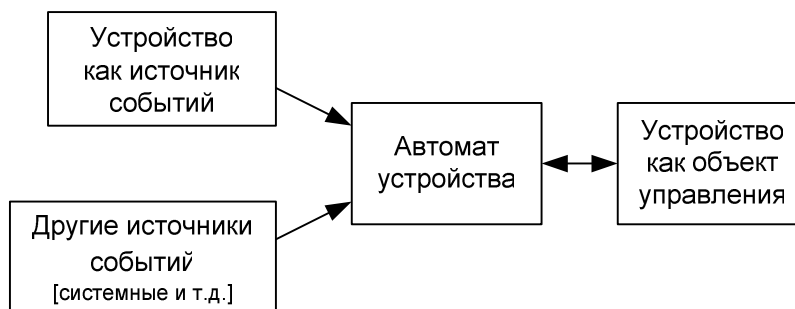 Устройство
как источник
событий
Другие источники
событий
[системные и т.д.]
Автомат
устройства
Устройство
как объект
управления